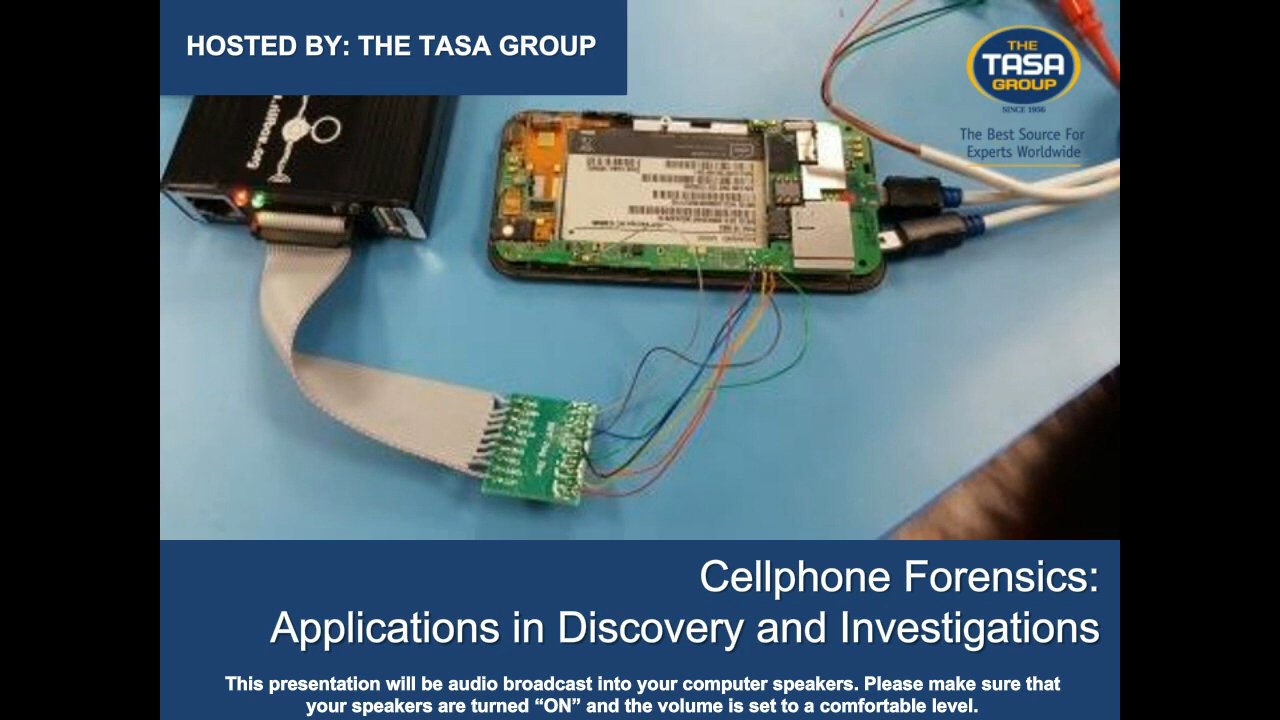 HOSTED BY: THE TASA GROUP
THE
TASA
GROUP
SINCE 1956
The Best Source For
Experts Worldwide
Cellphone Forensics:
Applications in Discovery and Investigations
This presentation will be audio broadcast into your computer speakers. Please make sure that
your speakers are turned “ON” and the volume is set to a comfortable level.